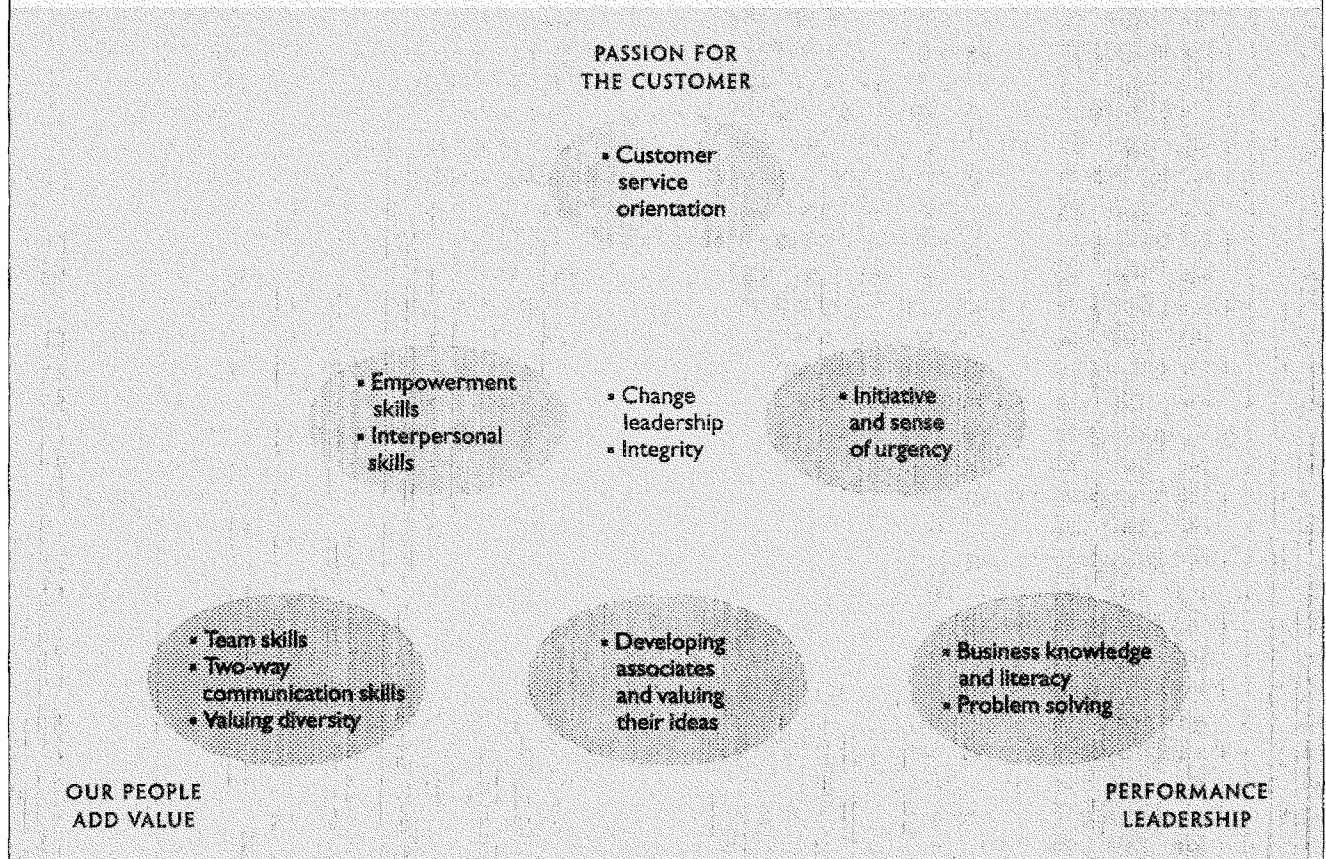 PASSION FOR
THE CUSTOMER
▪ Customer
service
orientation
▪ Empowerment
skills
▪ Interpersonal
skills
▪ Change
leadership
▪ Integrity
▪ Initiative
and sense
of urgency
▪ Team skills
▪ Two-way
communication skills
▪ Valuing diversity
▪ Developing
associates
and valuing
their ideas
▪ Business knowledge
and literacy
▪ Problem solving
OUR PEOPLE
ADD VALUE
PERFORMANCE
LEADERSHIP